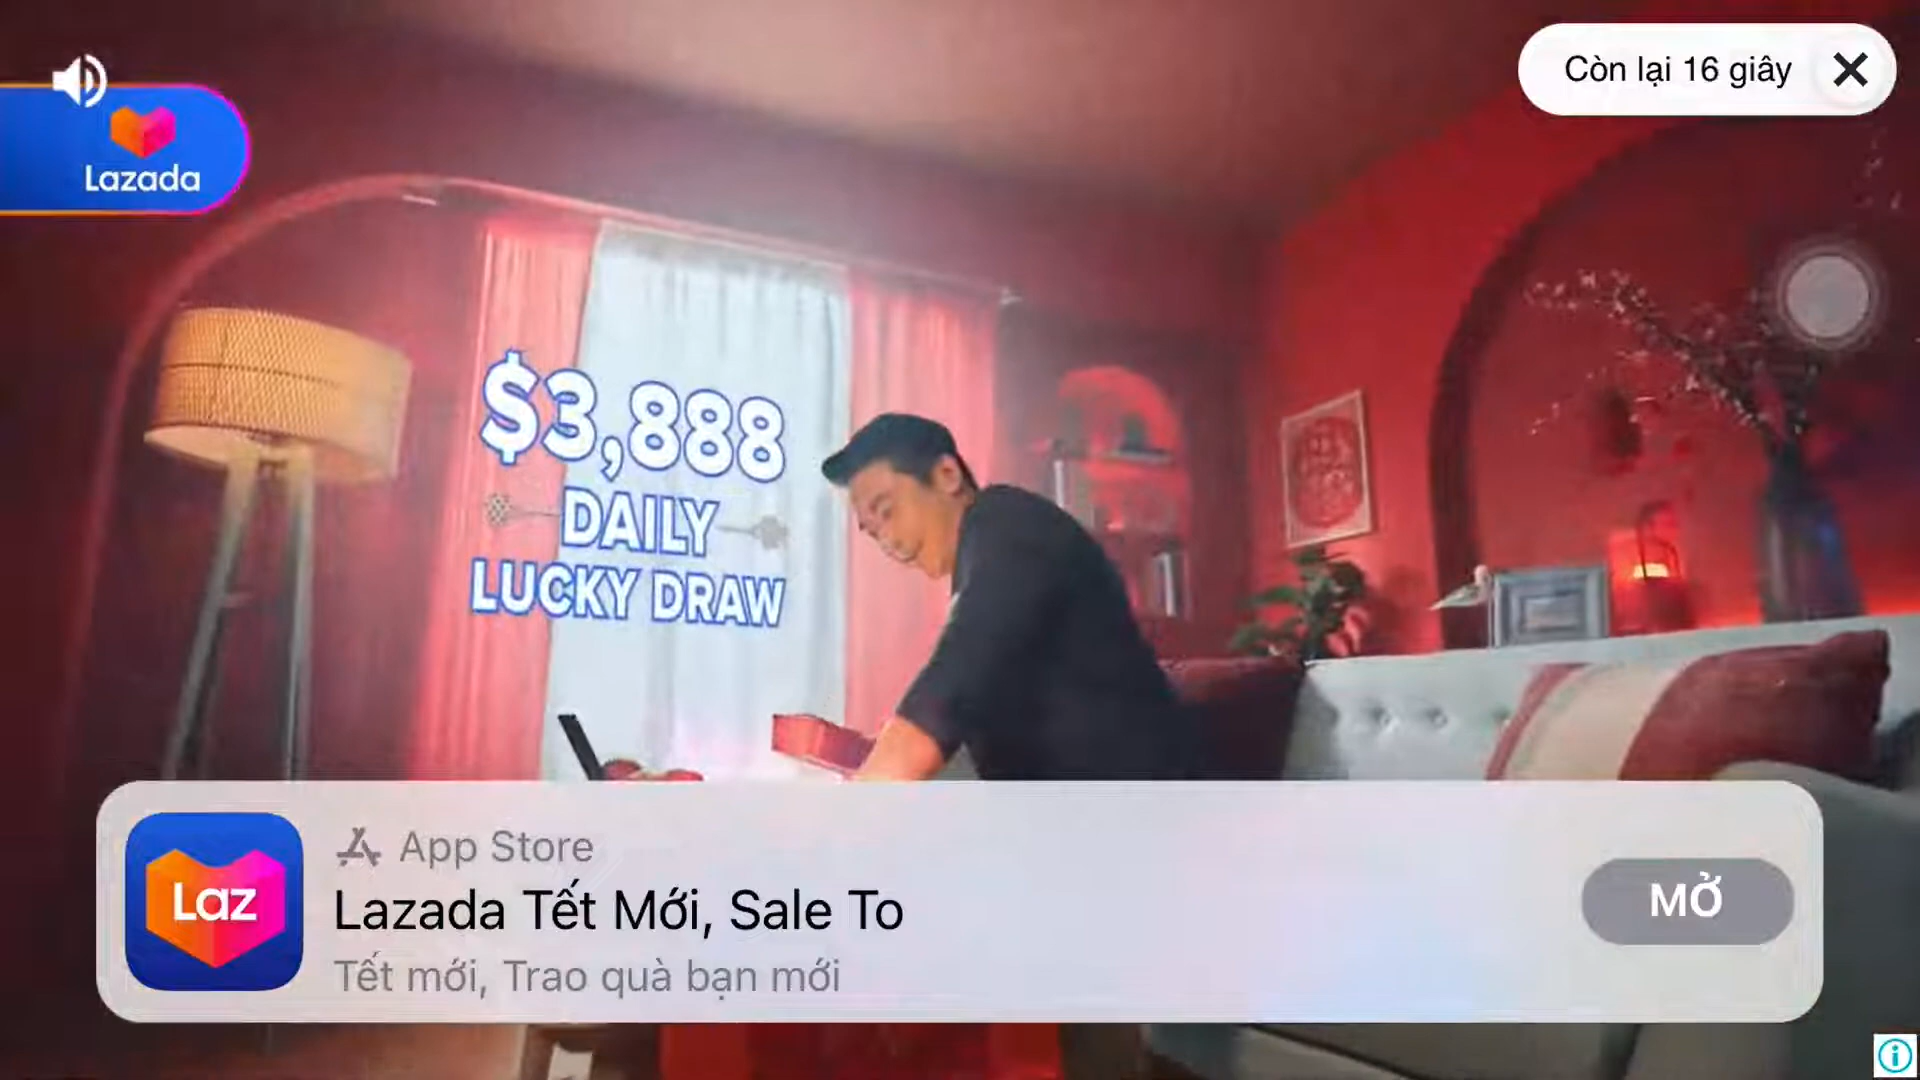 Còn lại 16 giây
Lazada
$3,888
DAILY
LUCKY DRAW
Laz
App Store
Lazada Tết Mới, Sale To
Tết mới, Trao quà bạn mới
MỞ